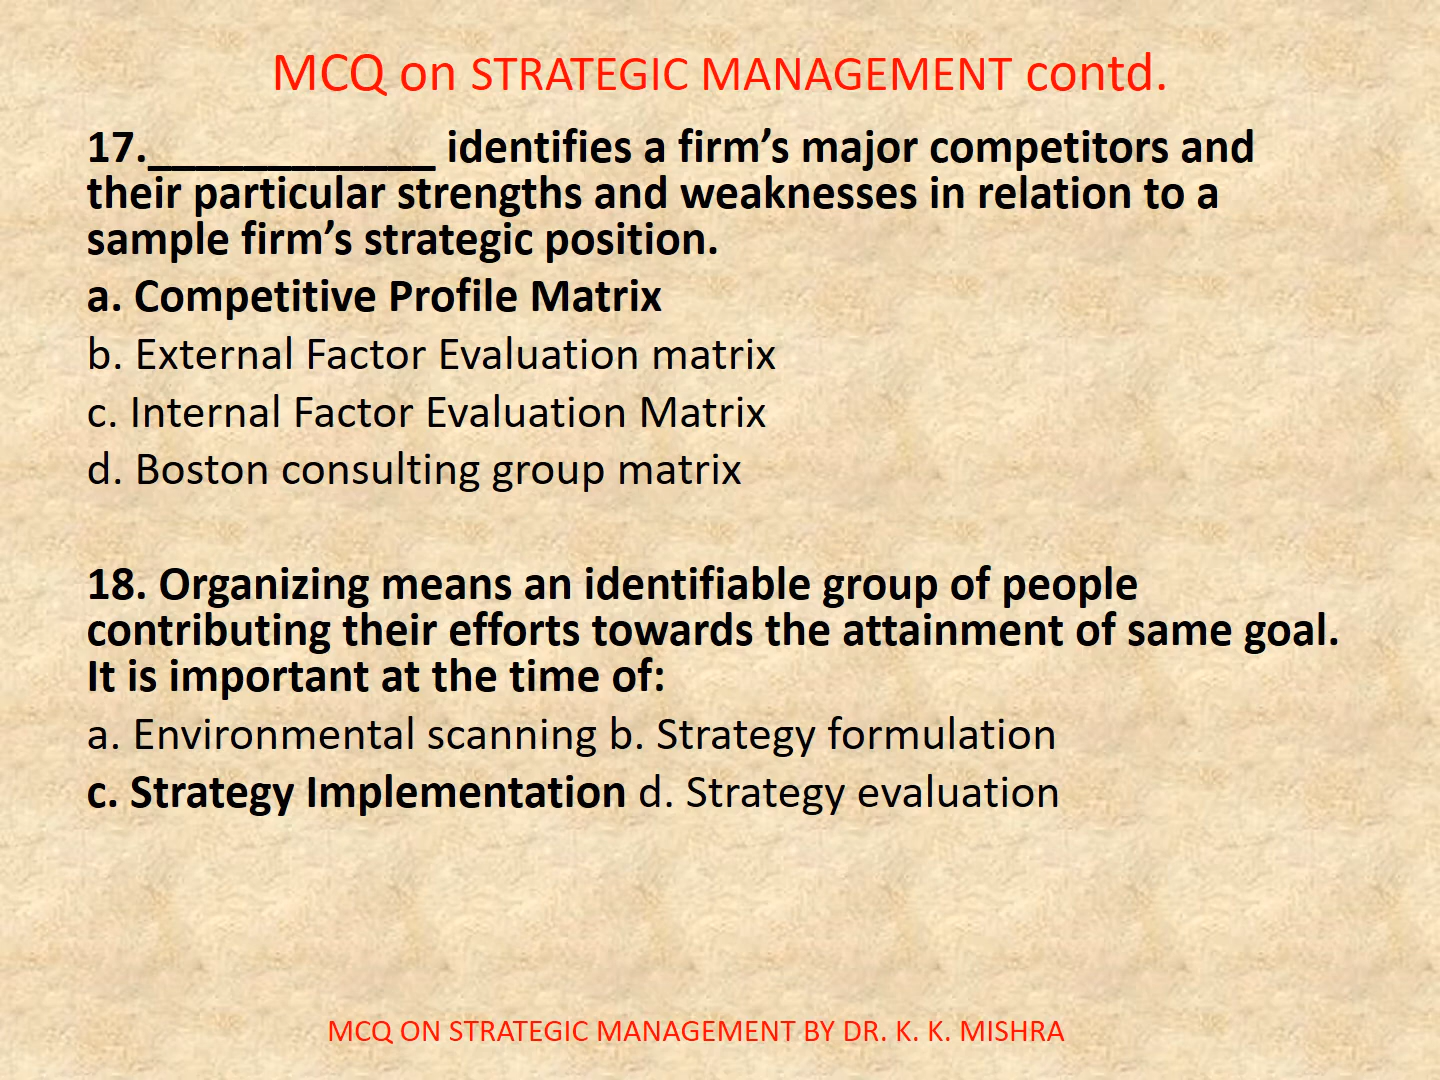 MCQ on STRATEGIC MANAGEMENT contd.
17.____________ identifies a firm’s major competitors and
their particular strengths and weaknesses in relation to a
sample firm’s strategic position.
a. Competitive Profile Matrix
b. External Factor Evaluation matrix
c. Internal Factor Evaluation Matrix
d. Boston consulting group matrix
18. Organizing means an identifiable group of people
contributing their efforts towards the attainment of same goal.
It is important at the time of:
a. Environmental scanning b. Strategy formulation
c. Strategy Implementation d. Strategy evaluation
MCQ ON STRATEGIC MANAGEMENT BY DR. K. K. MISHRA